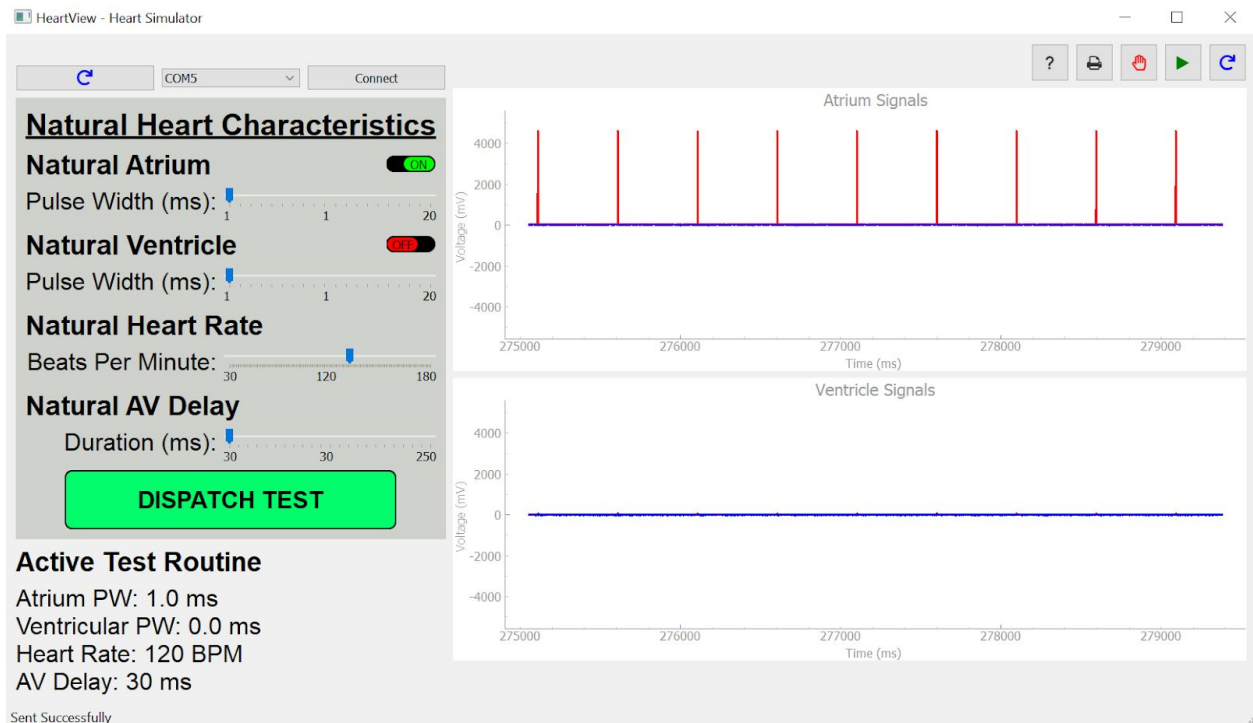 HeartView - Heart Simulator
COM5
Connect
?
Natural Heart Characteristics
Natural Atrium
ON
Pulse Width (ms):
1 1 20
Natural Ventricle
OFF
Pulse Width (ms):
1 1 20
Natural Heart Rate
Beats Per Minute:
30 120 180
Natural AV Delay
Duration (ms):
30 30 250
DISPATCH TEST
Active Test Routine
Atrium PW: 1.0 ms
Ventricular PW: 0.0 ms
Heart Rate: 120 BPM
AV Delay: 30 ms
Sent Successfully
Atrium Signals
Voltage (mV)
4000
2000
0
-2000
-4000
275000 276000 277000 278000 279000
Time (ms)
Ventricle Signals
Voltage (mV)
4000
2000
0
-2000
-4000
275000 276000 277000 278000 279000
Time (ms)